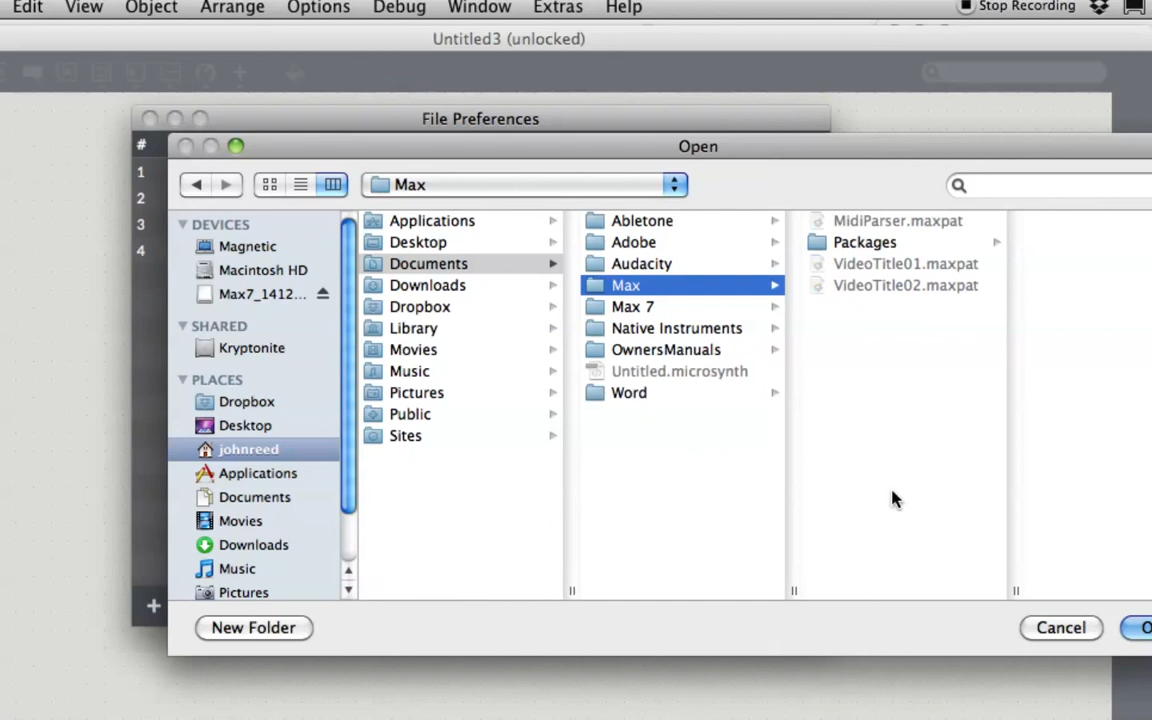 Edit View Object Arrange Options Debug Window Extras Help Stop Recording
Untitled3 (unlocked)
File Preferences
#
1
2
3
4
Open
Max
DEVICES
Magnetic
Macintosh HD
Max7_1412...
SHARED
Kryptonite
PLACES
Dropbox
Desktop
johnreed
Applications
Documents
Movies
Downloads
Music
Pictures
Applications
Desktop
Documents
Downloads
Dropbox
Library
Movies
Music
Pictures
Public
Sites
Abletone
Adobe
Audacity
Max
Max 7
Native Instruments
OwnersManuals
Untitled.microsynth
Word
MidiParser.maxpat
Packages
VideoTitle01.maxpat
VideoTitle02.maxpat
New Folder
Cancel